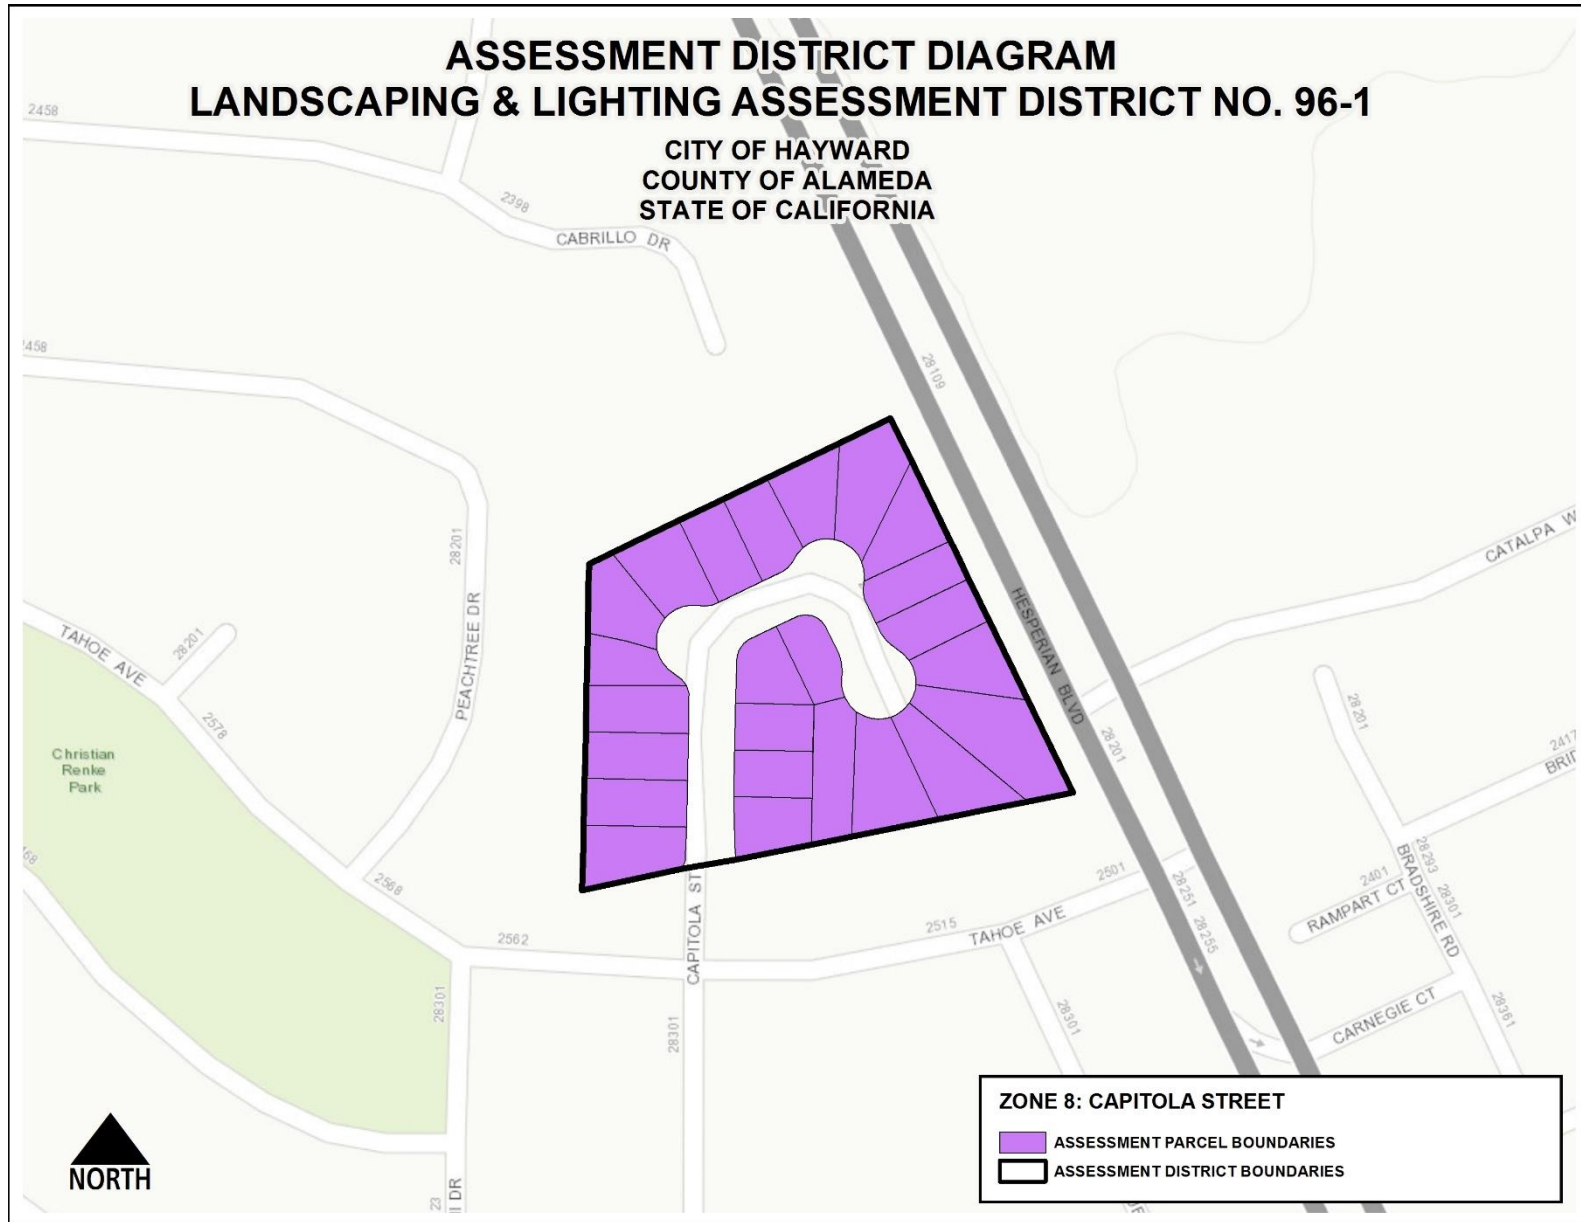 ASSESSMENT DISTRICT DIAGRAM
LANDSCAPING & LIGHTING ASSESSMENT DISTRICT NO. 96-1
CITY OF HAYWARD
COUNTY OF ALAMEDA
STATE OF CALIFORNIA
2458
2398
CABRILLO DR
28109
28201
PEACHTREE DR
TAHOE AVE
28201
2578
Christian
Renke
Park
2568
2562
28301
CAPITOLA ST
28301
2515
TAHOE AVE
2501
28301
HESPERIAN BLVD
28201
28251
28255
CATALPA W
28201
2417
28293
28301
BRADSHIRE RD
2401
RAMPART CT
CARNEGIE CT
28361
23
DR
NORTH
ZONE 8: CAPITOLA STREET
ASSESSMENT PARCEL BOUNDARIES
ASSESSMENT DISTRICT BOUNDARIES